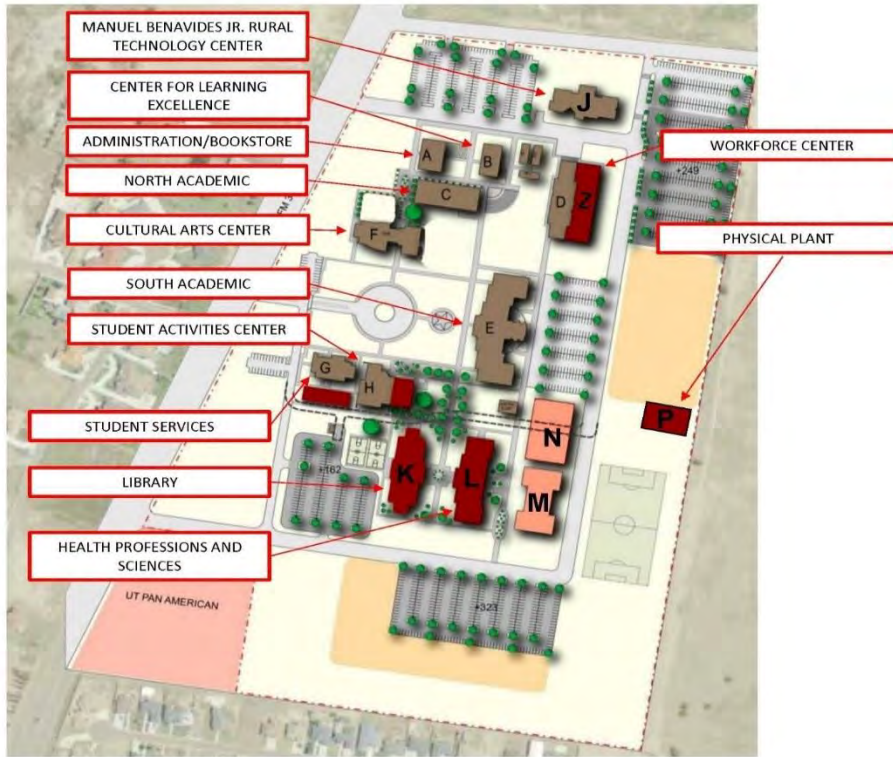 MANUEL BENAVIDES JR. RURAL
TECHNOLOGY CENTER
CENTER FOR LEARNING
EXCELLENCE
ADMINISTRATION/BOOKSTORE
NORTH ACADEMIC
CULTURAL ARTS CENTER
SOUTH ACADEMIC
STUDENT ACTIVITIES CENTER
STUDENT SERVICES
LIBRARY
HEALTH PROFESSIONS AND
SCIENCES
WORKFORCE CENTER
PHYSICAL PLANT
J
A
B
C
D
Z
+249
FM 3
F
E
G
H
P
N
K
L
M
+162
+323
UT PAN AMERICAN